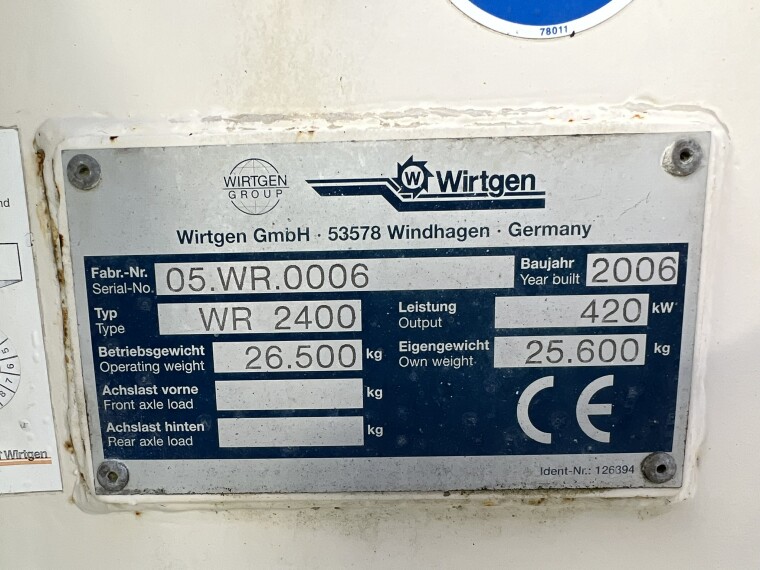 78011
WIRTGEN
GROUP
W Wirtgen
Wirtgen GmbH · 53578 Windhagen · Germany
Fabr.-Nr. 05.WR.0006 Baujahr 2006
Serial-No. Year built
Typ WR 2400 Leistung 420 kW
Type Output
Betriebsgewicht 26.500 kg Eigengewicht 25.600 kg
Operating weight Own weight
Achslast vorne kg
Front axle load
Achslast hinten kg
Rear axle load
CE
Ident-Nr.: 126394
nd
Wirtgen